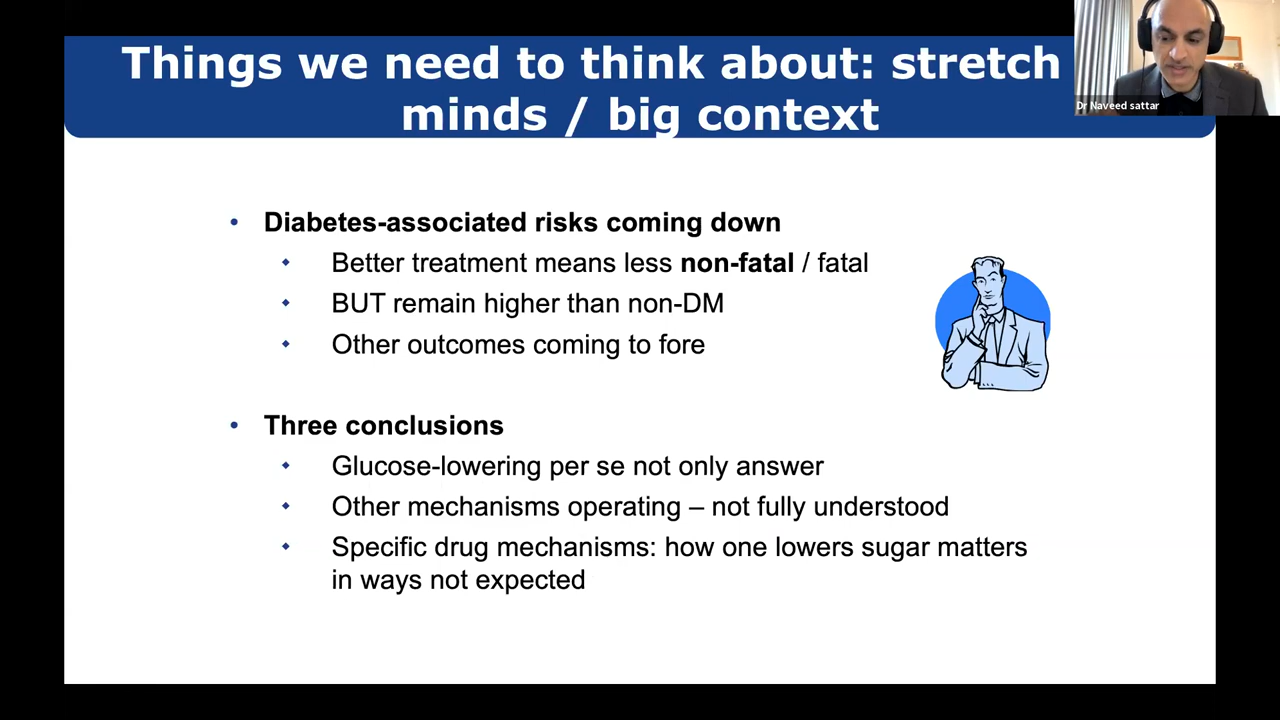 Things we need to think about: stretch
minds / big context
Dr Naveed sattar
• Diabetes-associated risks coming down
Better treatment means less non-fatal / fatal
BUT remain higher than non-DM
Other outcomes coming to fore
• Three conclusions
Glucose-lowering per se not only answer
Other mechanisms operating – not fully understood
Specific drug mechanisms: how one lowers sugar matters
in ways not expected